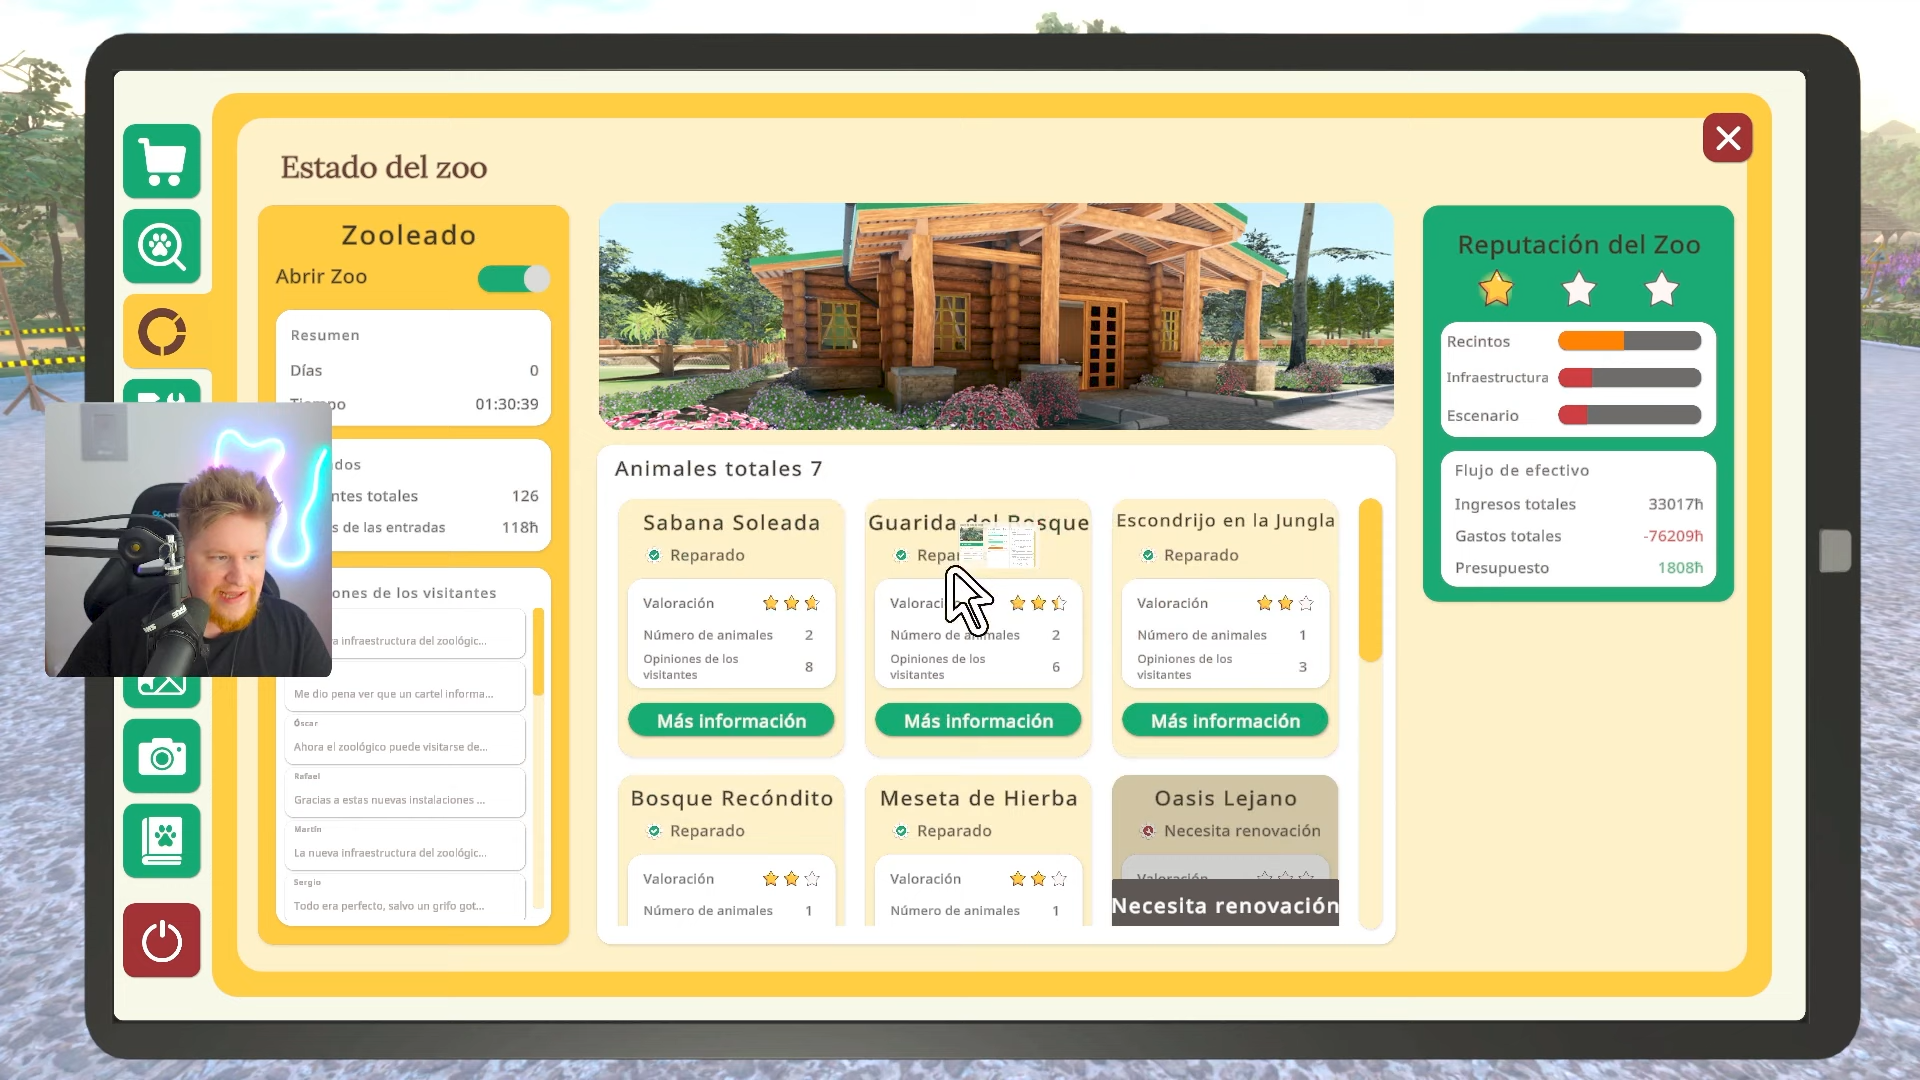 Estado del zoo
Zooleado
Abrir Zoo
Resumen
Días 0
01:30:39
126
de las entradas 118ħ
de los visitantes
infraestructura del zoológic...
Me dio pena ver que un cartel informa...
Óscar
Ahora el zoológico puede visitarse de...
Rafael
Gracias a estas nuevas instalaciones ...
Martín
La nueva infraestructura del zoológic...
Sergio
Todo era perfecto, salvo un grifo got...
Animales totales 7
Sabana Soleada
Reparado
Valoración
Número de animales 2
Opiniones de los
visitantes 8
Más información
Guarida del Bosque
Número de animales 2
Opiniones de los
visitantes 6
Más información
Escondrijo en la Jungla
Reparado
Valoración
Número de animales 1
Opiniones de los
visitantes 3
Más información
Bosque Recóndito
Reparado
Valoración
Número de animales 1
Meseta de Hierba
Reparado
Valoración
Número de animales 1
Oasis Lejano
Necesita renovación
Valoración
Necesita renovación
Reputación del Zoo
Recintos
Infraestructura
Escenario
Flujo de efectivo
Ingresos totales 33017ħ
Gastos totales -76209ħ
Presupuesto 1808ħ